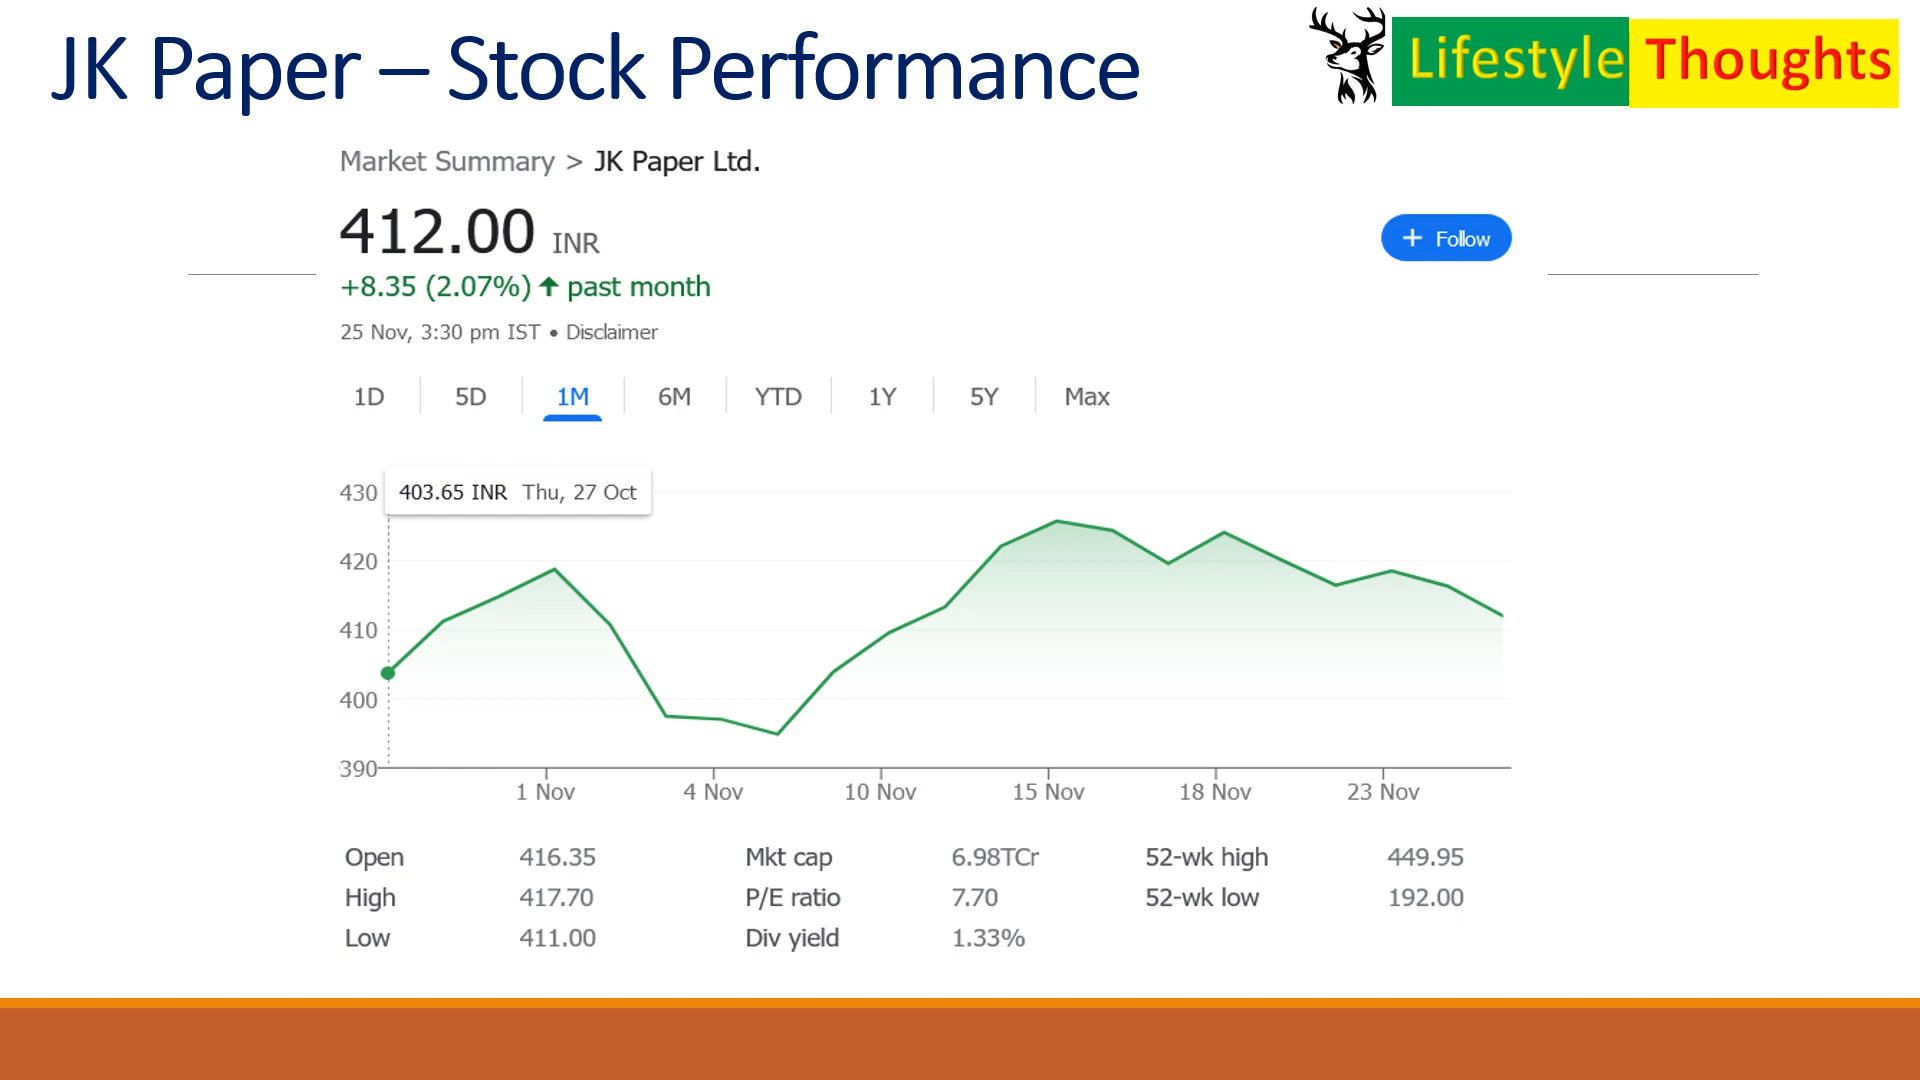 JK Paper – Stock Performance
Lifestyle Thoughts
Market Summary > JK Paper Ltd.
412.00 INR
+ Follow
+8.35 (2.07%) ↑ past month
25 Nov, 3:30 pm IST • Disclaimer
1D 5D 1M 6M YTD 1Y 5Y Max
403.65 INR Thu, 27 Oct
430
420
410
400
390
1 Nov 4 Nov 10 Nov 15 Nov 18 Nov 23 Nov
Open 416.35 Mkt cap 6.98TCr 52-wk high 449.95
High 417.70 P/E ratio 7.70 52-wk low 192.00
Low 411.00 Div yield 1.33%